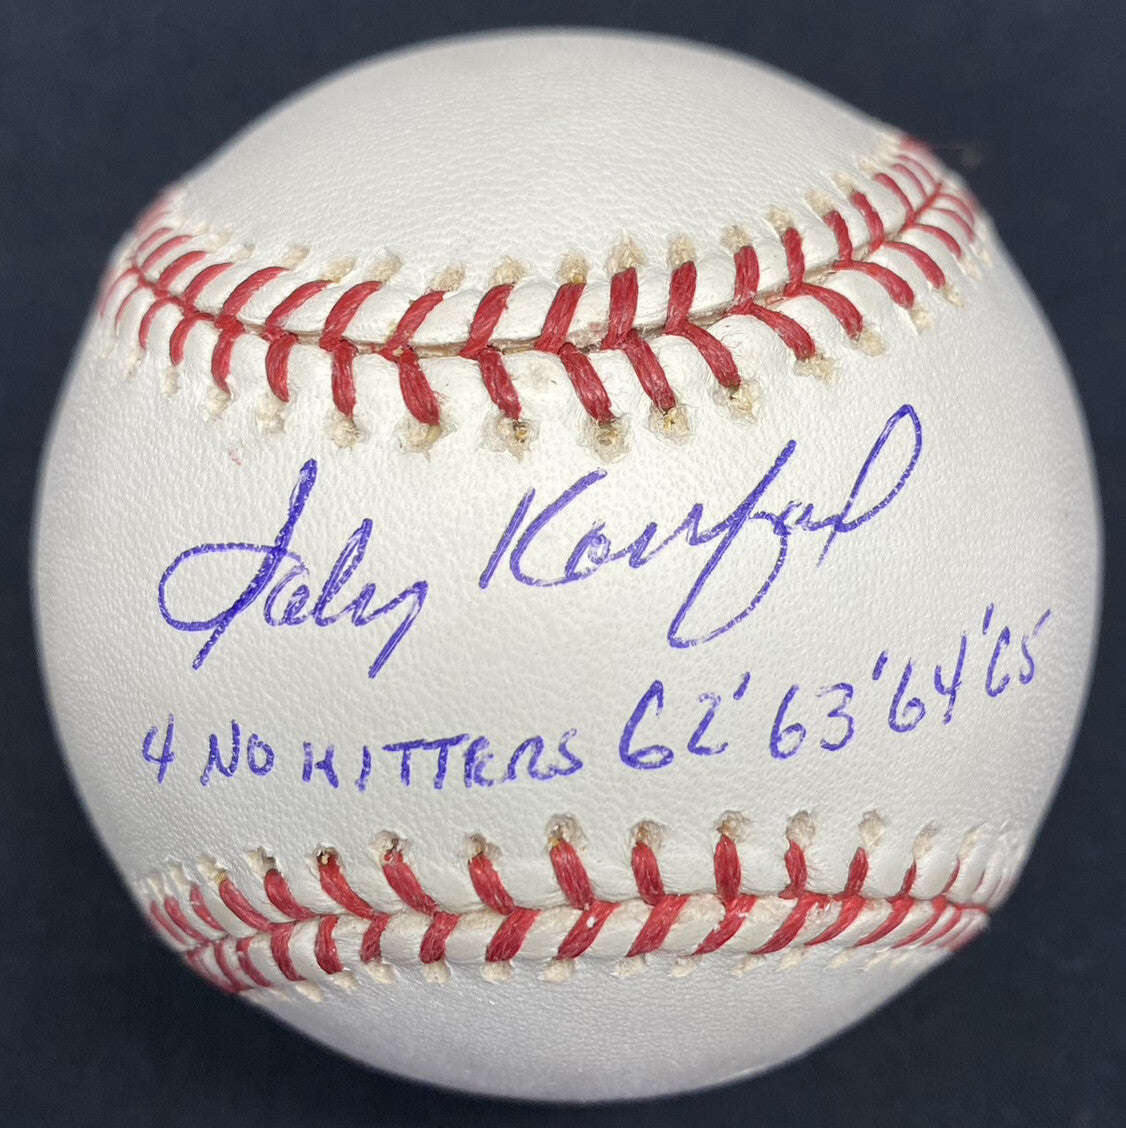 Sandy Koufax
4 NO HITTERS 62' 63 '64 '65